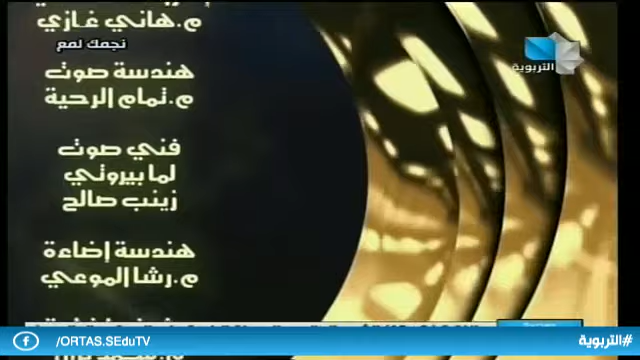 م.هاني غازي
نجمك لمع
التربوية
هندسة صوت
م.تمام الرحية
فني صوت
لما بيروتي
زينب صالح
هندسة إضاءة
م.رشا الموعي
/ORTAS.SEduTV
#التربوية